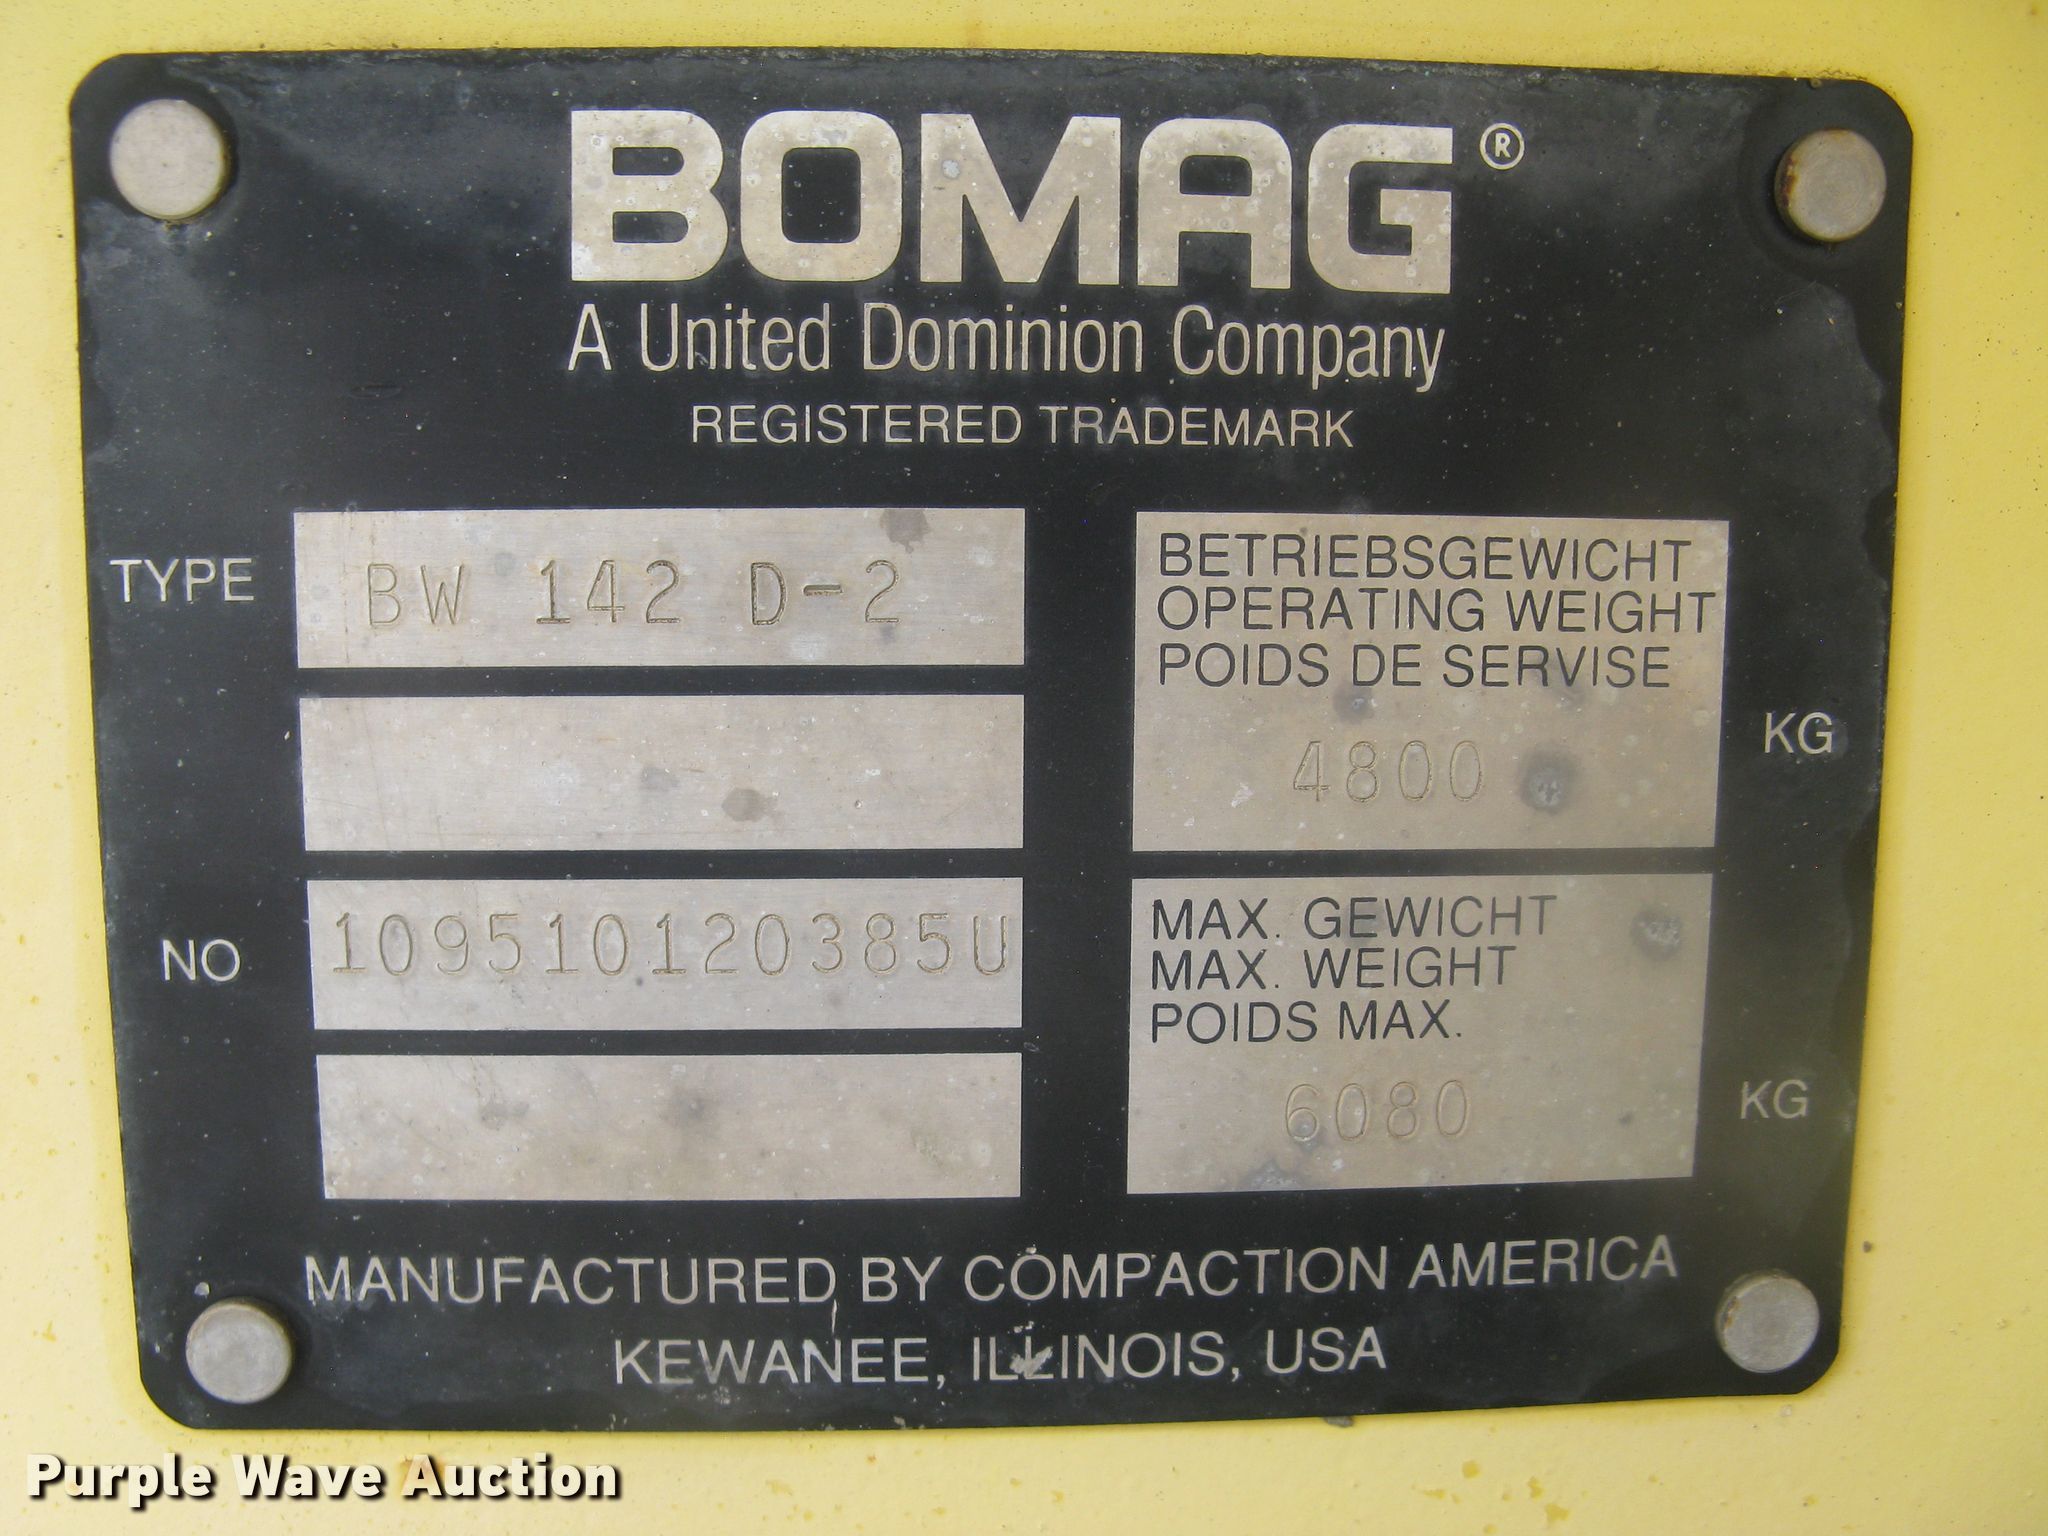 BOMAG®
A United Dominion Company
REGISTERED TRADEMARK
TYPE BW 142 D-2
NO 109510120385U
BETRIEBSGEWICHT
OPERATING WEIGHT
POIDS DE SERVISE
4800 KG
MAX. GEWICHT
MAX. WEIGHT
POIDS MAX.
6080 KG
MANUFACTURED BY COMPACTION AMERICA
KEWANEE, ILLINOIS, USA
Purple Wave Auction